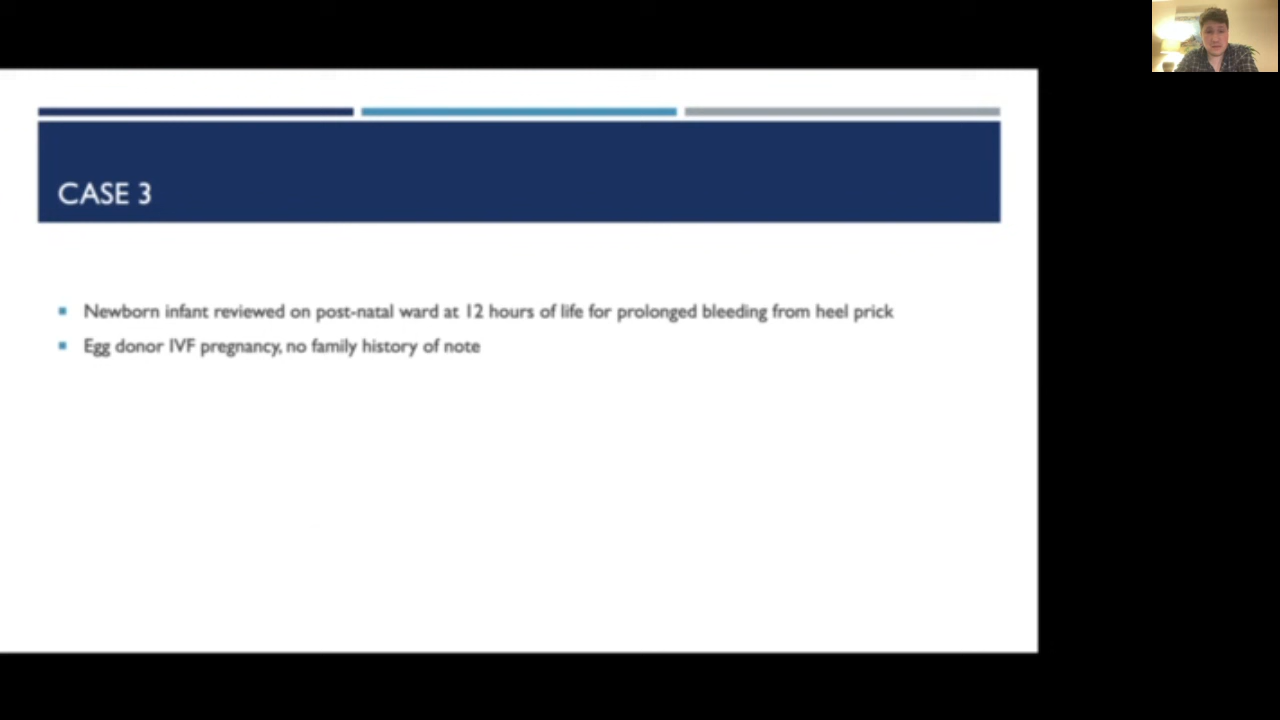 CASE 3
Newborn infant reviewed on post-natal ward at 12 hours of life for prolonged bleeding from heel prick
Egg donor IVF pregnancy, no family history of note